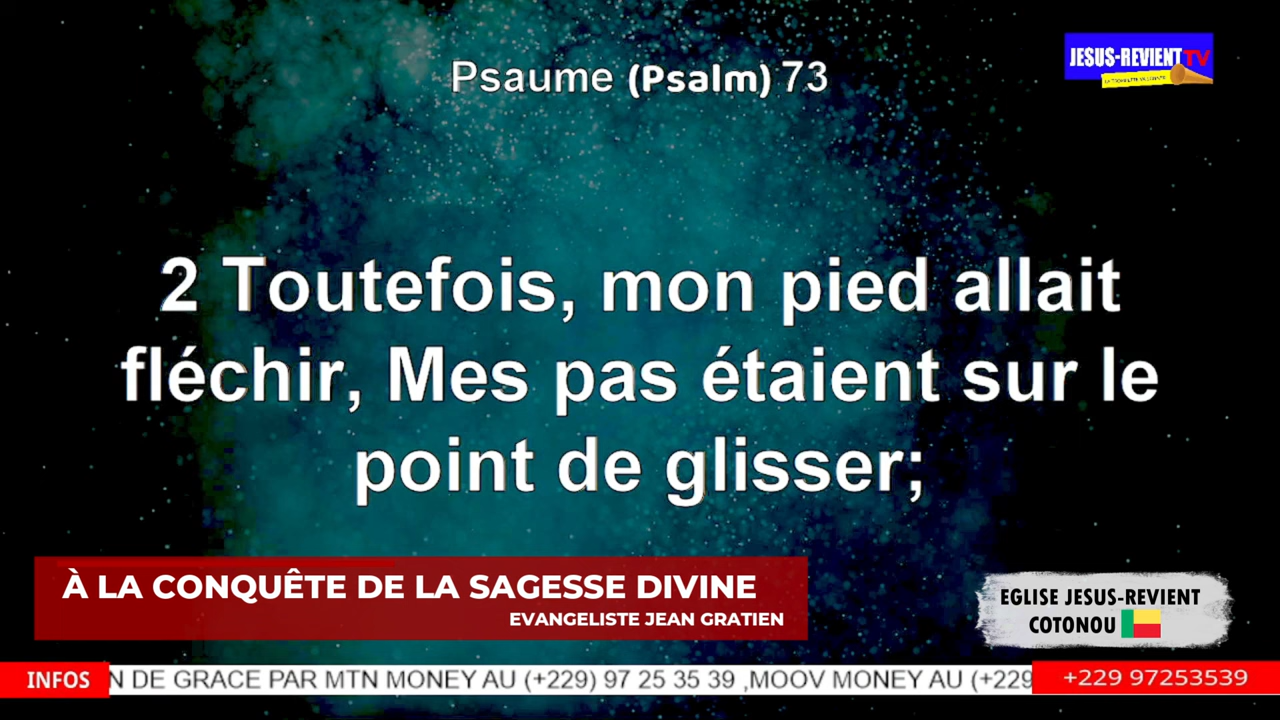 Psaume (Psalm) 73
JESUS-REVIENT TV
2 Toutefois, mon pied allait
fléchir, Mes pas étaient sur le
point de glisser;
À LA CONQUÊTE DE LA SAGESSE DIVINE
EVANGELISTE JEAN GRATIEN
EGLISE JESUS-REVIENT
COTONOU
INFOS
N DE GRACE PAR MTN MONEY AU (+229) 97 25 35 39 ,MOOV MONEY AU (+229
+229 97253539